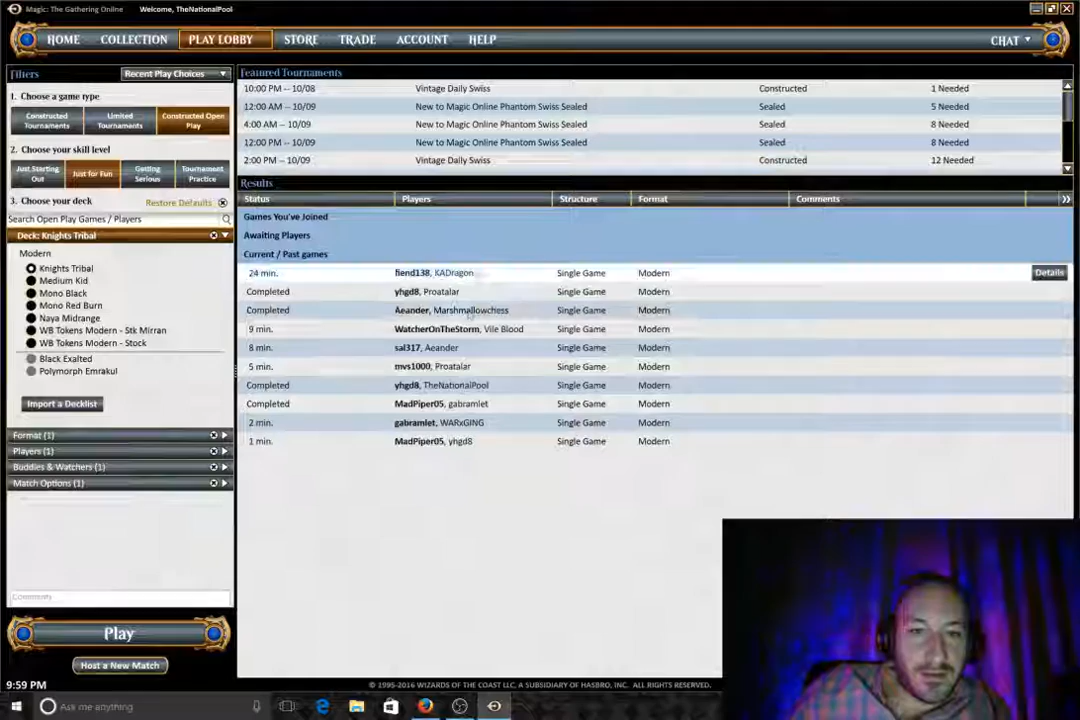 Magic: The Gathering Online Welcome, TheNationalPool
HOME COLLECTION PLAY LOBBY STORE TRADE ACCOUNT HELP CHAT
Filters Recent Play Choices
1. Choose a game type
Constructed Tournaments Limited Tournaments Constructed Open Play
2. Choose your skill level
Just Starting Out Just for Fun Getting Serious Tournament Practice
3. Choose your deck Restore Defaults
Search Open Play Games / Players
Deck: Knights Tribal
Modern
Knights Tribal
Medium Kid
Mono Black
Mono Red Burn
Naya Midrange
WB Tokens Modern - Stk Mirran
WB Tokens Modern - Stock
Black Exalted
Polymorph Emrakul
Import a Decklist
Format (1)
Players (1)
Buddies & Watchers (1)
Match Options (1)
Comments
Play
Host a New Match
Featured Tournaments
10:00 PM -- 10/08 Vintage Daily Swiss Constructed 1 Needed
12:00 AM -- 10/09 New to Magic Online Phantom Swiss Sealed Sealed 5 Needed
4:00 AM -- 10/09 New to Magic Online Phantom Swiss Sealed Sealed 8 Needed
12:00 PM -- 10/09 New to Magic Online Phantom Swiss Sealed Sealed 8 Needed
2:00 PM -- 10/09 Vintage Daily Swiss Constructed 12 Needed
Results
Status Players Structure Format Comments
Games You've Joined
Awaiting Players
Current / Past games
24 min. fiend138, KADragon Single Game Modern Details
Completed yhgd8, Proatalar Single Game Modern
Completed Aeander, Marshmallowchess Single Game Modern
9 min. WatcherOnTheStorm, Vile Blood Single Game Modern
8 min. sal317, Aeander Single Game Modern
5 min. mvs1000, Proatalar Single Game Modern
Completed yhgd8, TheNationalPool Single Game Modern
Completed MadPiper05, gabramlet Single Game Modern
2 min. gabramlet, WARxGING Single Game Modern
1 min. MadPiper05, yhgd8 Single Game Modern
9:59 PM © 1995-2016 WIZARDS OF THE COAST LLC, A SUBSIDIARY OF HASBRO, INC. ALL RIGHTS RESERVED.
Ask me anything